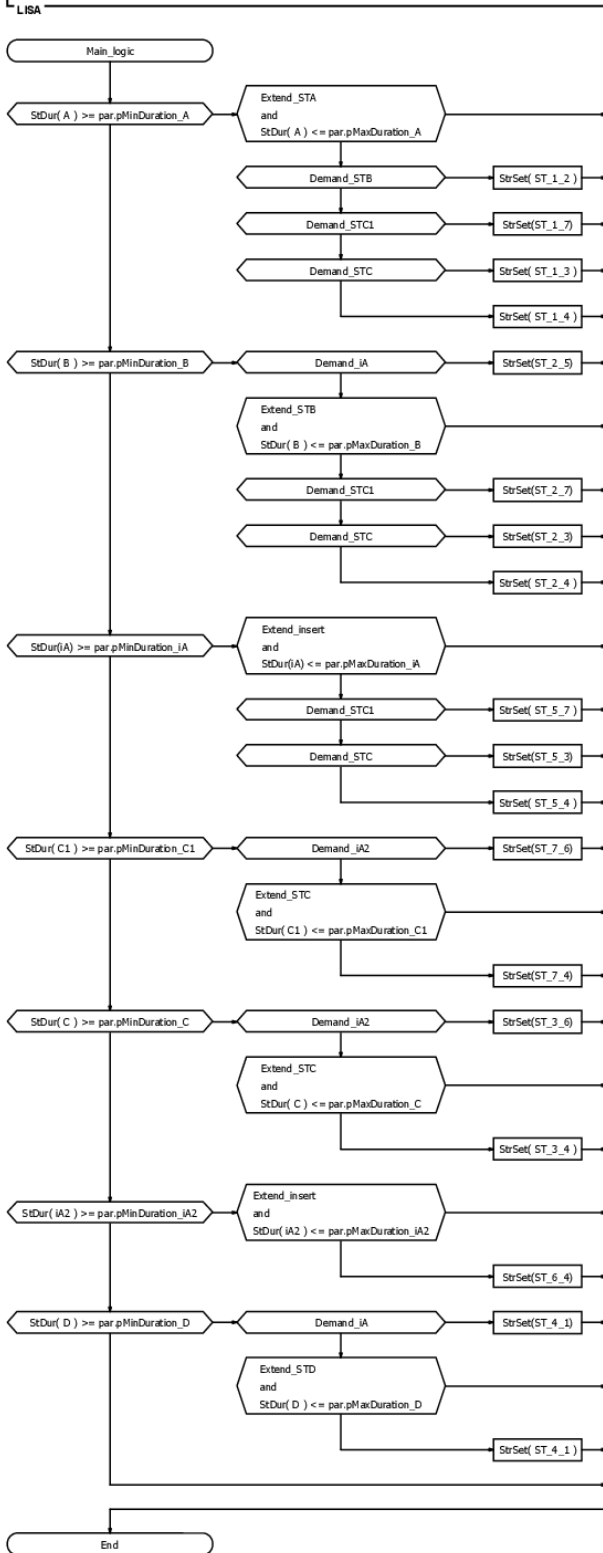 LISA
Main_logic
StDur( A ) >= par.pMinDuration_A
Extend_STA
and
StDur( A ) <= par.pMaxDuration_A
Demand_STB
StrSet( ST_1_2 )
Demand_STC1
StrSet(ST_1_7)
Demand_STC
StrSet( ST_1_3 )
StrSet( ST_1_4 )
StDur( B ) >= par.pMinDuration_B
Demand_iA
StrSet(ST_2_5)
Extend_STB
and
StDur( B ) <= par.pMaxDuration_B
Demand_STC1
StrSet(ST_2_7)
Demand_STC
StrSet(ST_2_3)
StrSet( ST_2_4 )
StDur(iA) >= par.pMinDuration_iA
Extend_insert
and
StDur(iA) <= par.pMaxDuration_iA
Demand_STC1
StrSet( ST_5_7 )
Demand_STC
StrSet( ST_5_3)
StrSet( ST_5_4 )
StDur( C1) >= par.pMinDuration_C1
Demand_iA2
StrSet(ST_7_6)
Extend_STC
and
StDur( C1 ) <= par.pMaxDuration_C1
StrSet(ST_7_4)
StDur( C ) >= par.pMinDuration_C
Demand_iA2
StrSet(ST_3_6)
Extend_STC
and
StDur( C ) <= par.pMaxDuration_C
StrSet( ST_3_4 )
StDur( iA2) >= par.pMinDuration_iA2
Extend_insert
and
StDur( iA2 ) <= par.pMaxDuration_iA2
StrSet(ST_6_4)
StDur( D ) >= par.pMinDuration_D
Demand_iA
StrSet(ST_4_1)
Extend_STD
and
StDur( D ) <= par.pMaxDuration_D
StrSet( ST_4_1 )
End